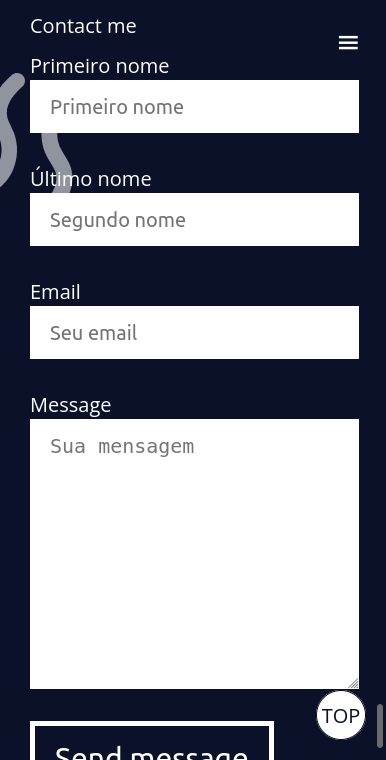 Contact me
Primeiro nome
Primeiro nome
Último nome
Segundo nome
Email
Seu email
Message
Sua mensagem
TOP
Send message